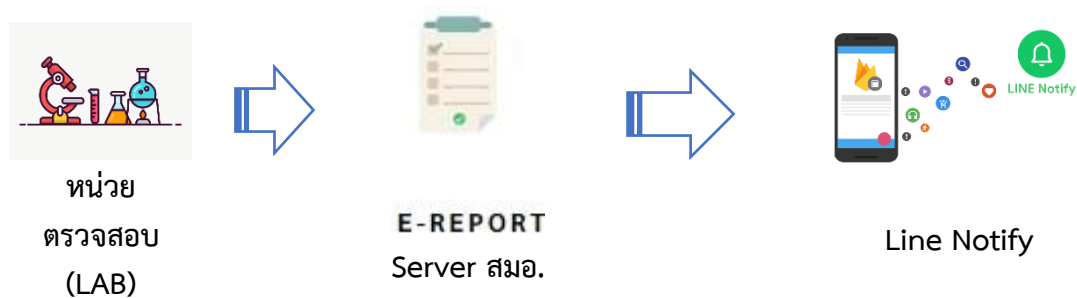 LINE Notify
หน่วย
ตรวจสอบ
(LAB)
E-REPORT
Server สมอ.
Line Notify